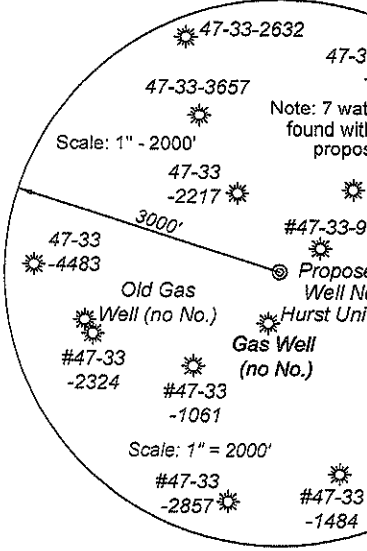 47-33-2632
47-3
47-33-3657
Note: 7 wat
found with
propos
Scale: 1" - 2000'
47-33
-2217
3000'
#47-33-9
47-33
-4483
Propose
Well No
Hurst Uni
Old Gas
Well (no No.)
Gas Well
(no No.)
#47-33
-2324
#47-33
-1061
Scale: 1" = 2000'
#47-33
-2857
#47-33
-1484